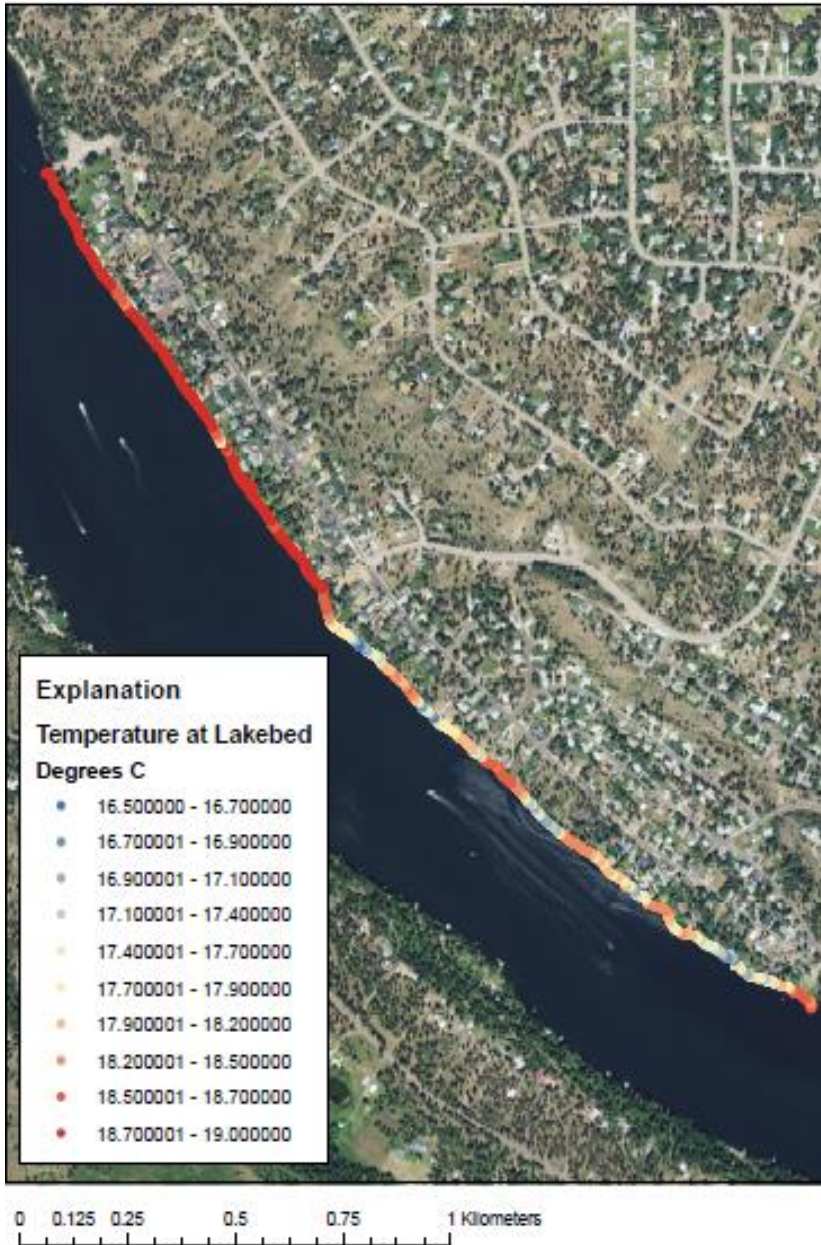 Explanation
Temperature at Lakebed
Degrees C
16.500000 - 16.700000
16.700001 - 16.900000
16.900001 - 17.100000
17.100001 - 17.400000
17.400001 - 17.700000
17.700001 - 17.900000
17.900001 - 18.200000
18.200001 - 18.500000
18.500001 - 18.700000
18.700001 - 19.000000
0 0.125 0.25 0.5 0.75 1 Kilometers